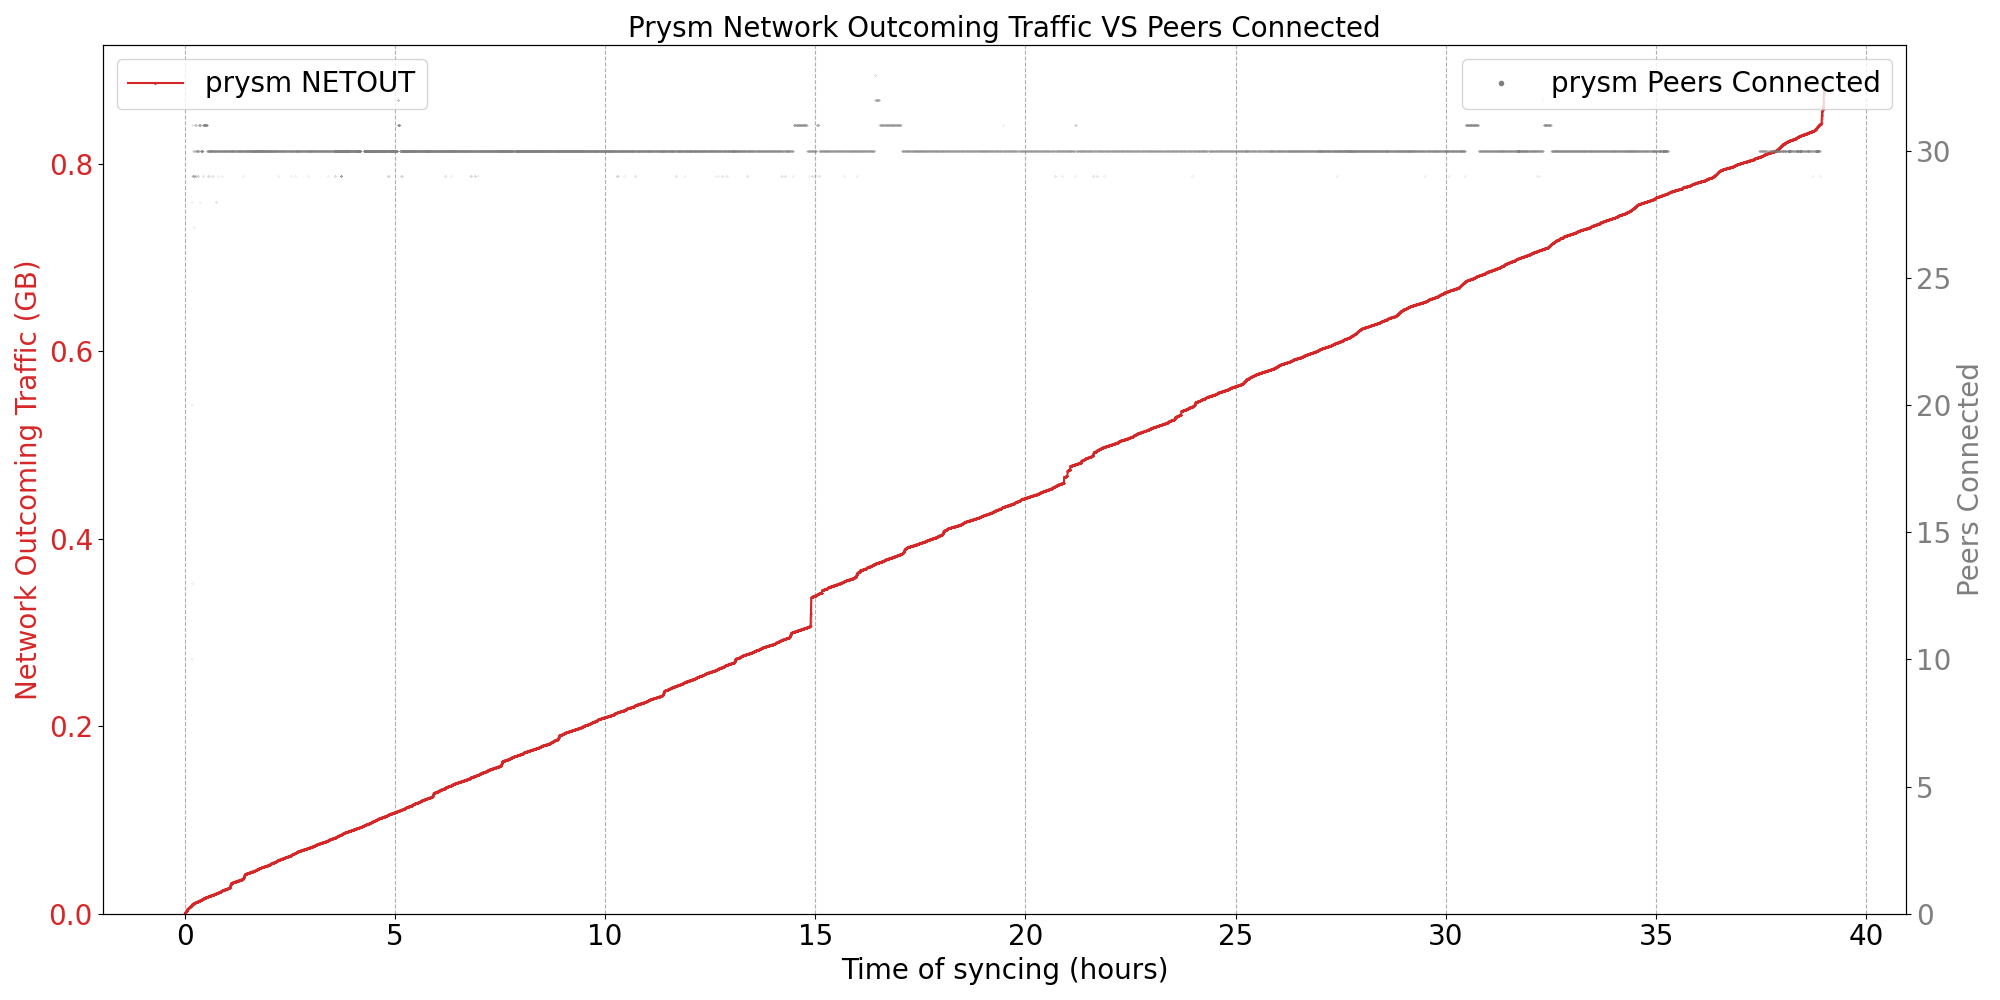 Prysm Network Outcoming Traffic VS Peers Connected
prysm NETOUT
prysm Peers Connected
Network Outcoming Traffic (GB)
0.8
0.6
0.4
0.2
0.0
30
25
20
15
10
5
0
Peers Connected
0 5 10 15 20 25 30 35 40
Time of syncing (hours)